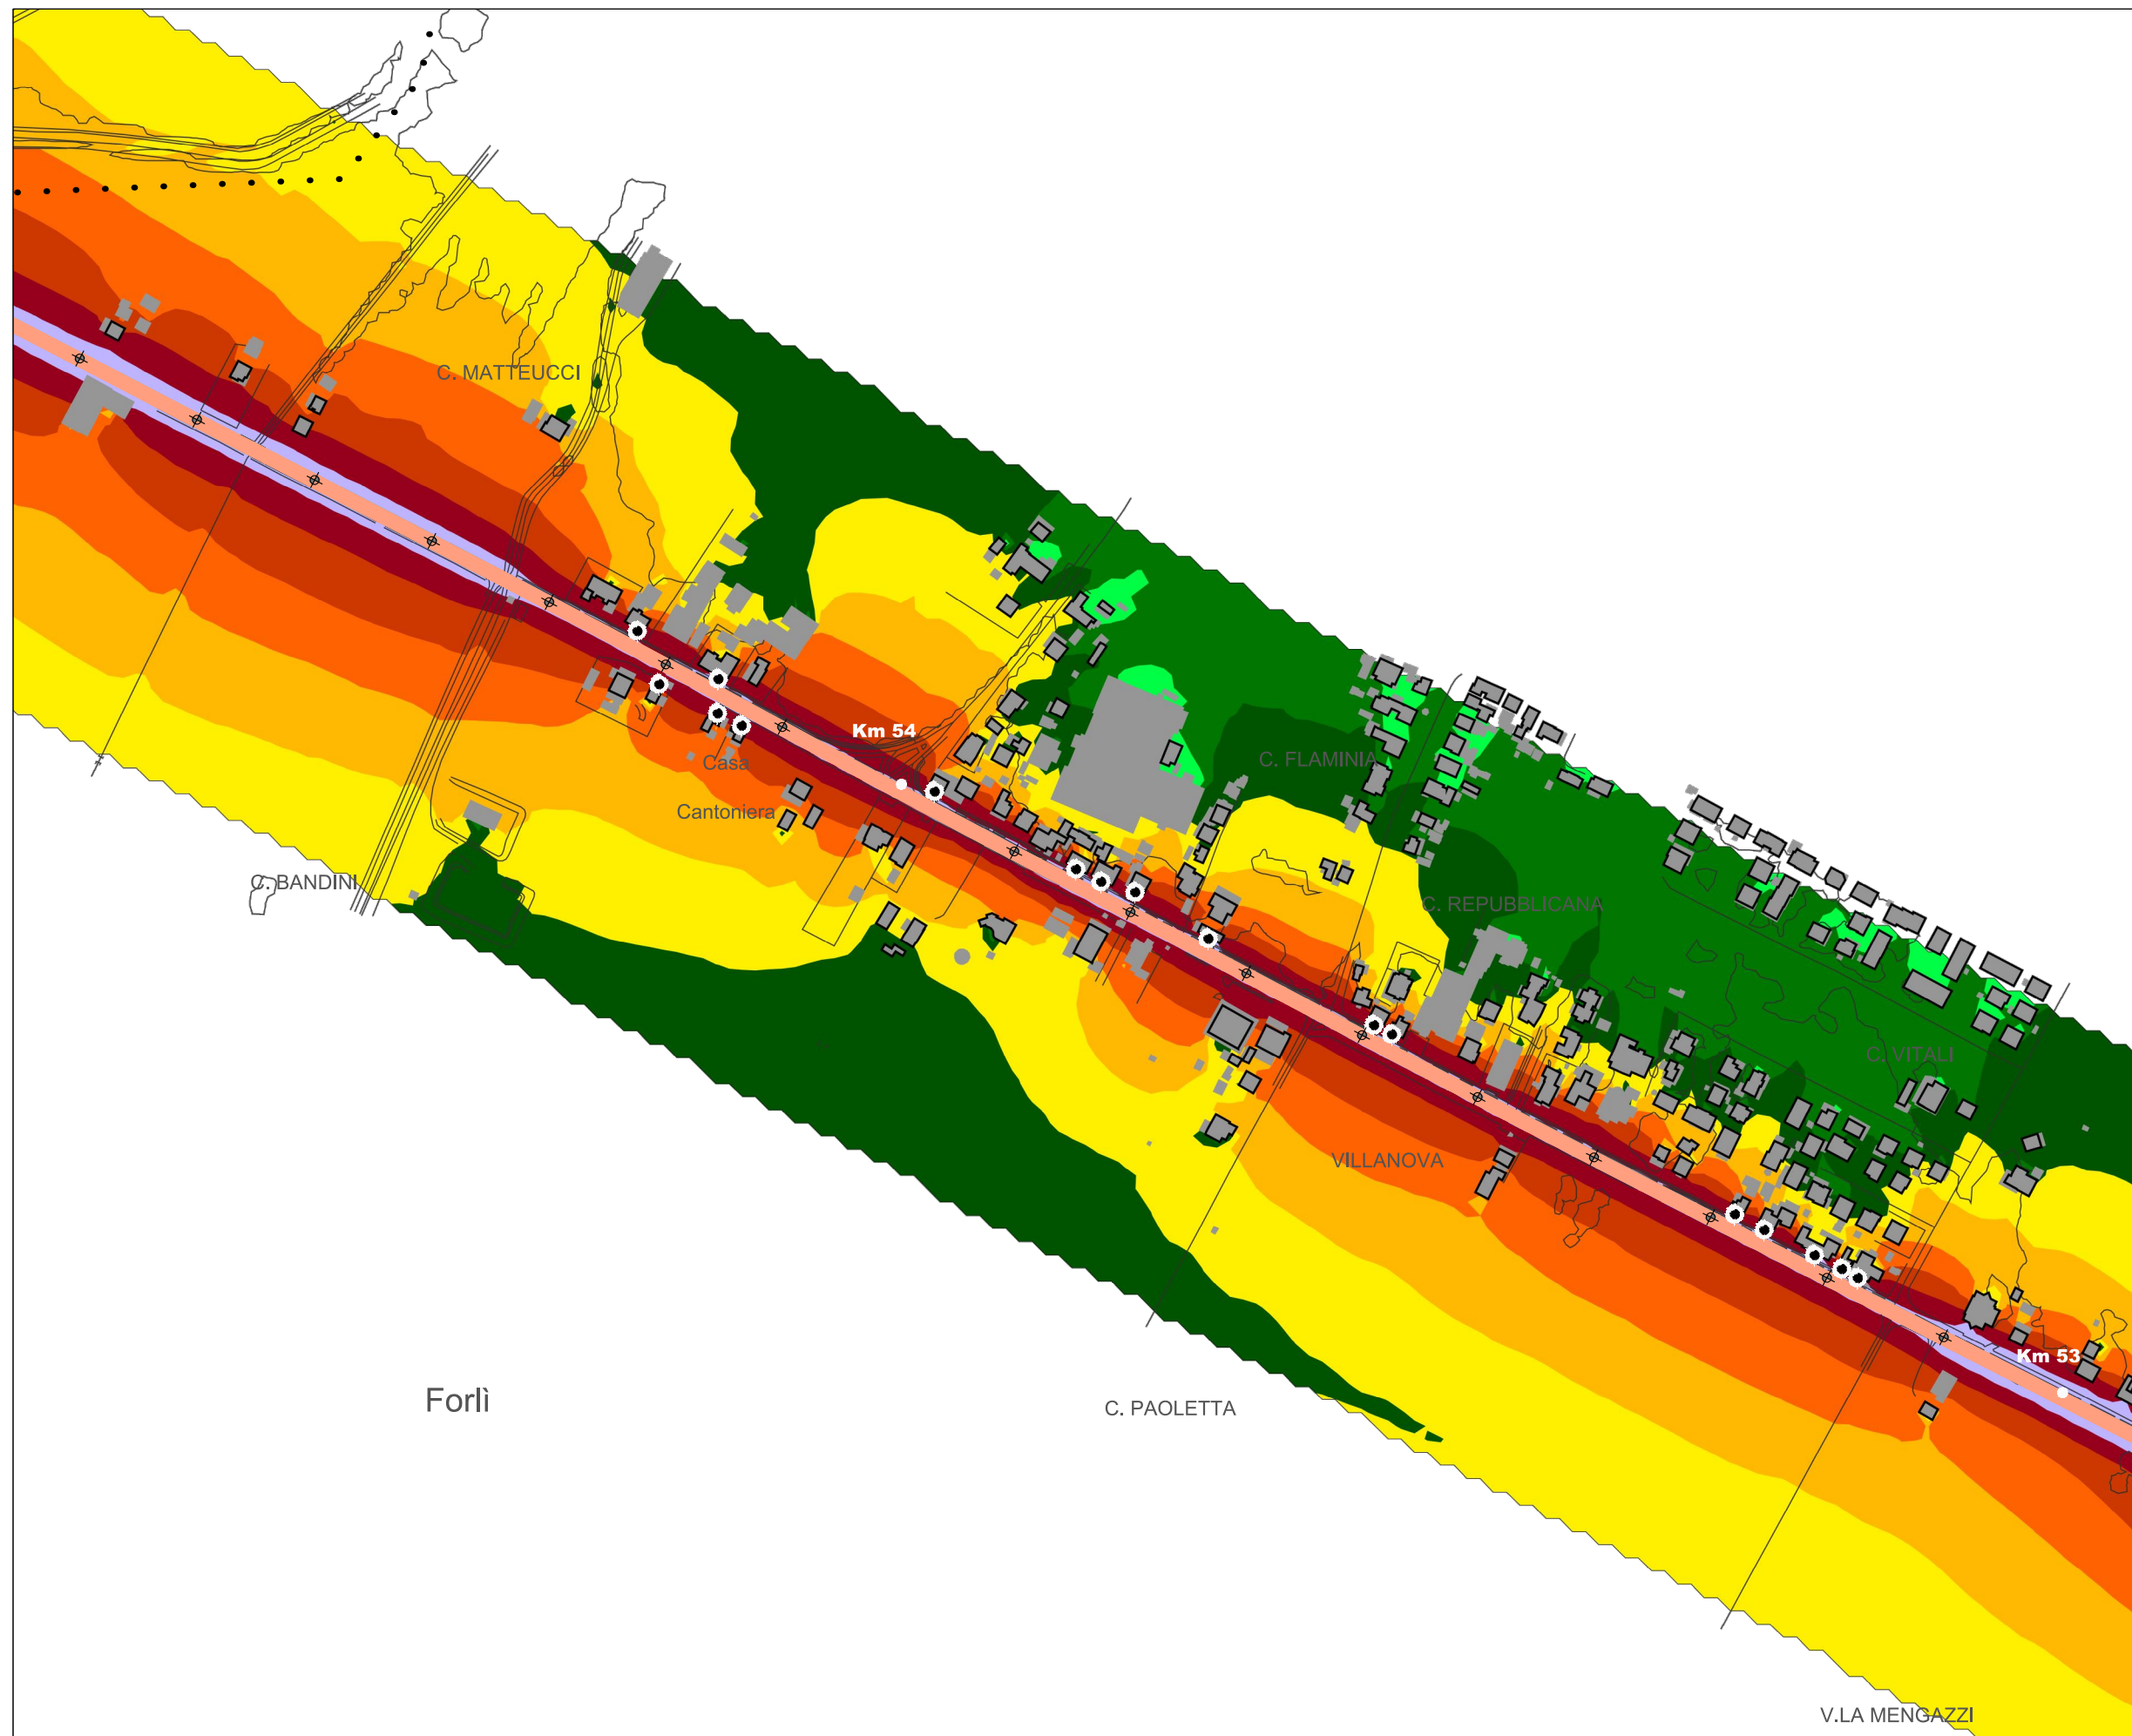 C. MATTEUCCI
Km 54
C. FLAMINIA
Casa
Cantoniera
C. BANDINI
C. REPUBBLICANA
C. VITALI
VILLANOVA
Km 53
Forlì
C. PAOLETTA
V.LA MENGAZZI